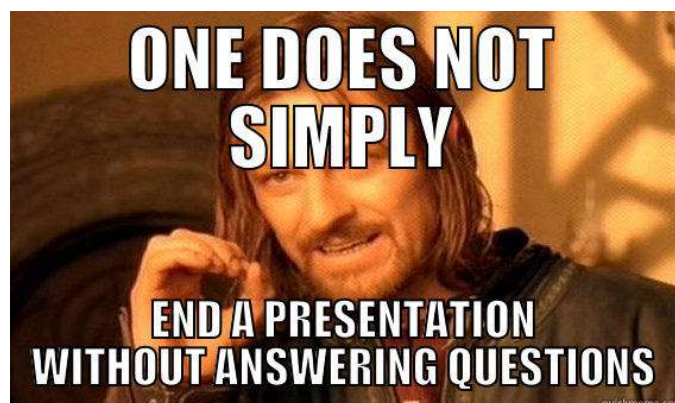 ONE DOES NOT
SIMPLY
END A PRESENTATION
WITHOUT ANSWERING QUESTIONS